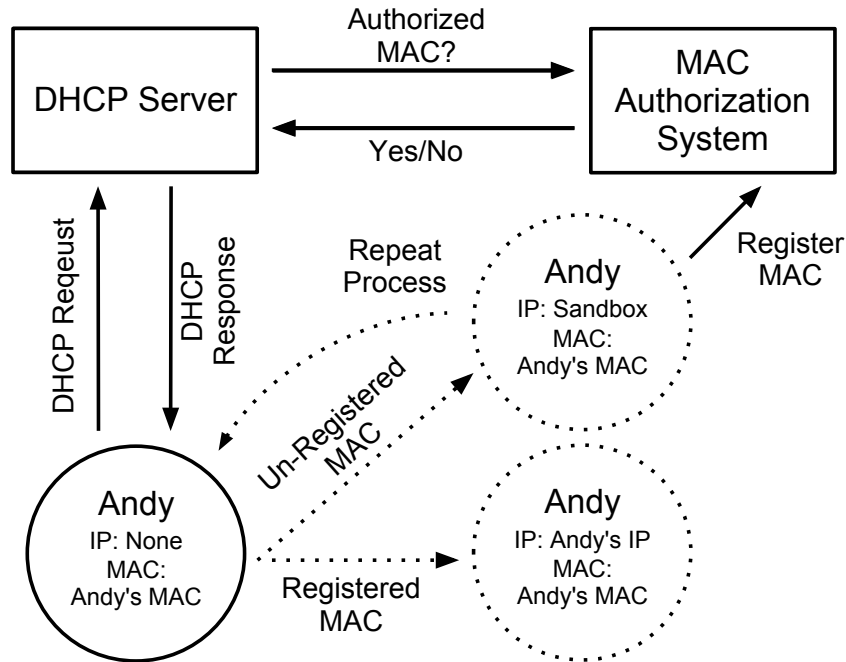 Authorized
MAC?
DHCP Server
MAC
Authorization
System
Yes/No
DHCP Reqeust
DHCP
Response
Repeat
Process
Andy
IP: Sandbox
MAC:
Andy's MAC
Register
MAC
Un-Registered
MAC
Andy
IP: None
MAC:
Andy's MAC
Registered
MAC
Andy
IP: Andy's IP
MAC:
Andy's MAC